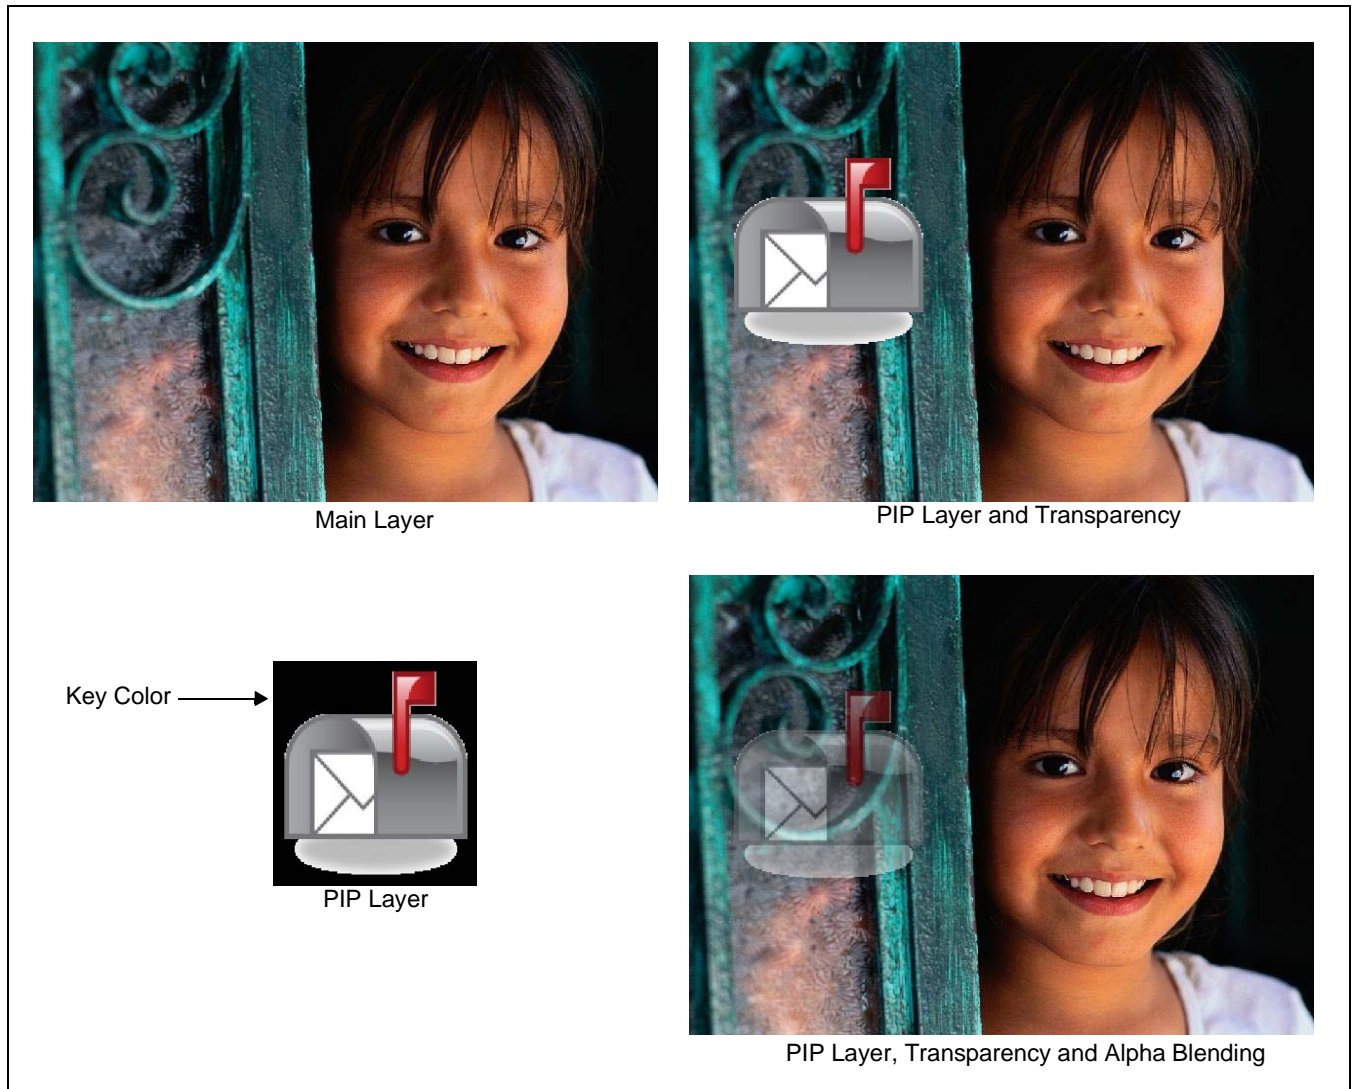 Main Layer
PIP Layer and Transparency
Key Color
PIP Layer
PIP Layer, Transparency and Alpha Blending